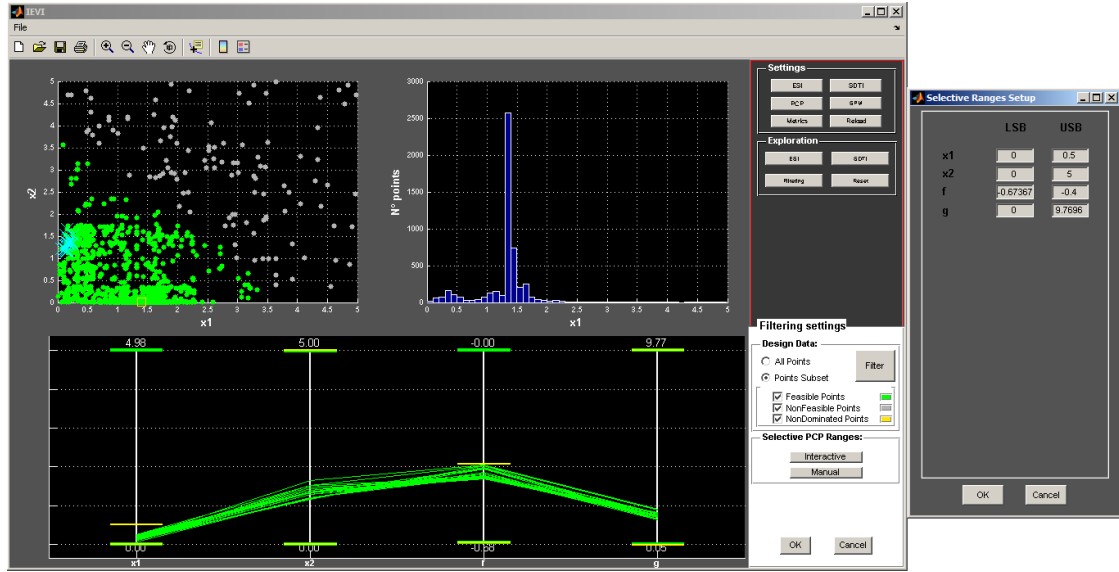 IEVI
File
5
4.5
4
3.5
3
2.5
2
1.5
1
0.5
0
x2
0 0.5 1 1.5 2 2.5 3 3.5 4 4.5 5
x1
3000
2500
2000
1500
1000
500
0
N° points
0 0.5 1 1.5 2 2.5 3 3.5 4 4.5 5
x1
4.98 5.00 -0.00 9.77
0.00 0.00 -0.88 0.05
x1 x2 f g
Settings
ESI GDTI
PCP GPM
Metrics Reload
Exploration
EGI GDTI
Filtering Reset
Filtering settings
Design Data:
All Points
Points Subset
Filter
Feasible Points
NonFeasible Points
NonDominated Points
Selective PCP Ranges:
Interactive
Manual
OK Cancel
Selective Ranges Setup
LSB USB
x1 0 0.5
x2 0 5
f -0.67367 -0.4
g 0 9.7696
OK Cancel